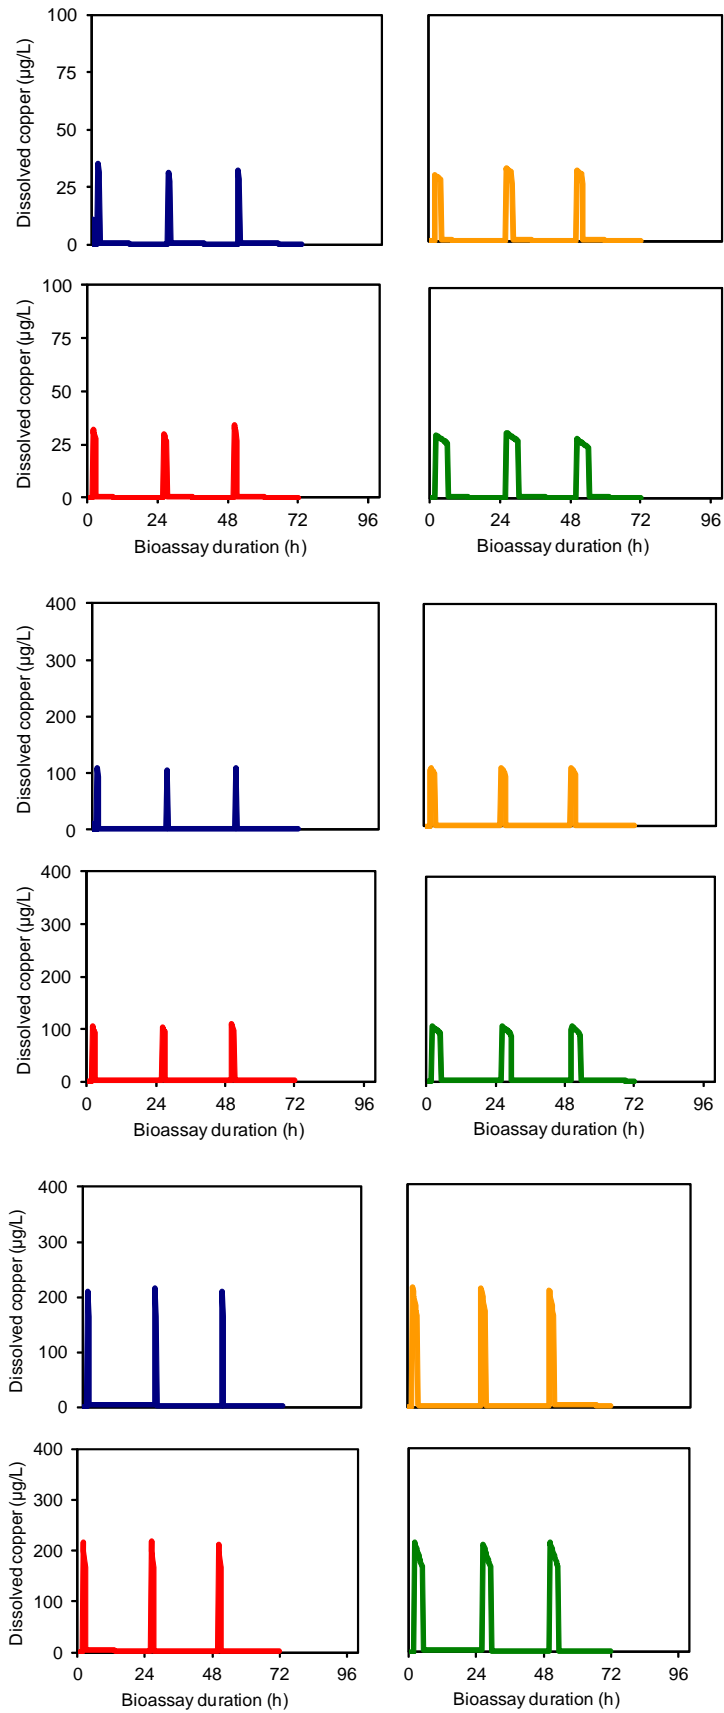 Dissolved copper (µg/L)
100
75
50
25
0
Dissolved copper (µg/L)
100
75
50
25
0
0 24 48 72 96
Bioassay duration (h)
0 24 48 72 96
Bioassay duration (h)
Dissolved copper (µg/L)
400
300
200
100
0
Dissolved copper (µg/L)
400
300
200
100
0
0 24 48 72 96
Bioassay duration (h)
0 24 48 72 96
Bioassay duration (h)
Dissolved copper (µg/L)
400
300
200
100
0
Dissolved copper (µg/L)
400
300
200
100
0
0 24 48 72 96
Bioassay duration (h)
0 24 48 72 96
Bioassay duration (h)